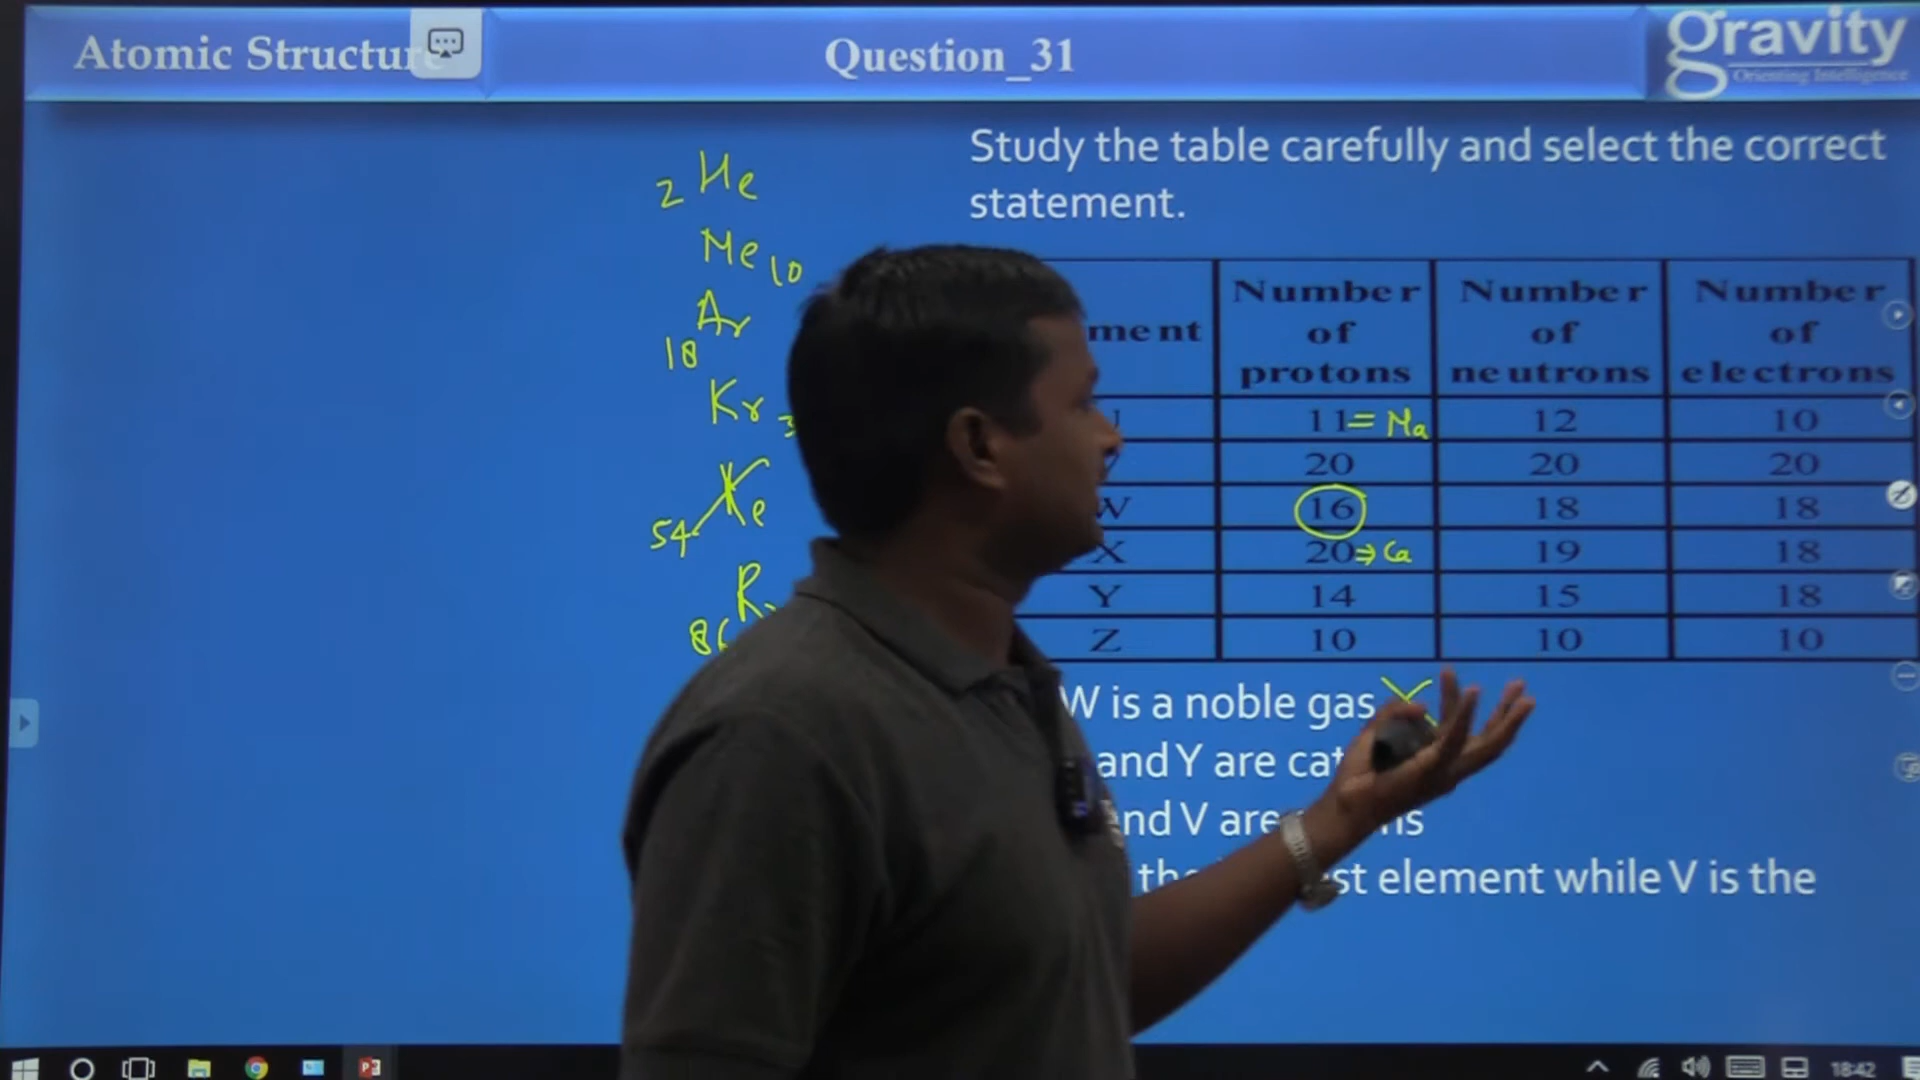 Atomic Structure
Question_31
gravity
Orienting Intelligence
Study the table carefully and select the correct
statement.
2 He
Ne 10
Ar
18
Kr
Xe
54
ment
Number of protons
Number of neutrons
Number of electrons
11 = Na 12 10
20 20 20
W 16 18 18
X 20 ⇒ Ca 19 18
Y 14 15 18
Z 10 10 10
W is a noble gas
and Y are
and V are
element while V is the
18:42